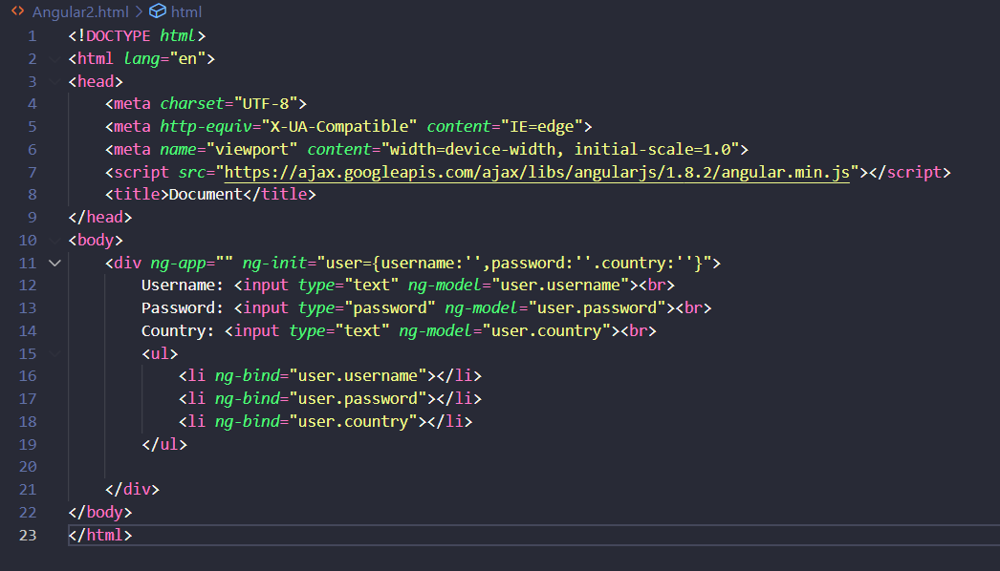 <> Angular2.html > html
1 <!DOCTYPE html>
2 <html lang="en">
3 <head>
4     <meta charset="UTF-8">
5     <meta http-equiv="X-UA-Compatible" content="IE=edge">
6     <meta name="viewport" content="width=device-width, initial-scale=1.0">
7     <script src="https://ajax.googleapis.com/ajax/libs/angularjs/1.8.2/angular.min.js"></script>
8     <title>Document</title>
9 </head>
10 <body>
11     <div ng-app="" ng-init="user={username:'',password:''.country:''}">
12         Username: <input type="text" ng-model="user.username"><br>
13         Password: <input type="password" ng-model="user.password"><br>
14         Country: <input type="text" ng-model="user.country"><br>
15         <ul>
16             <li ng-bind="user.username"></li>
17             <li ng-bind="user.password"></li>
18             <li ng-bind="user.country"></li>
19         </ul>
20
21     </div>
22 </body>
23 </html>